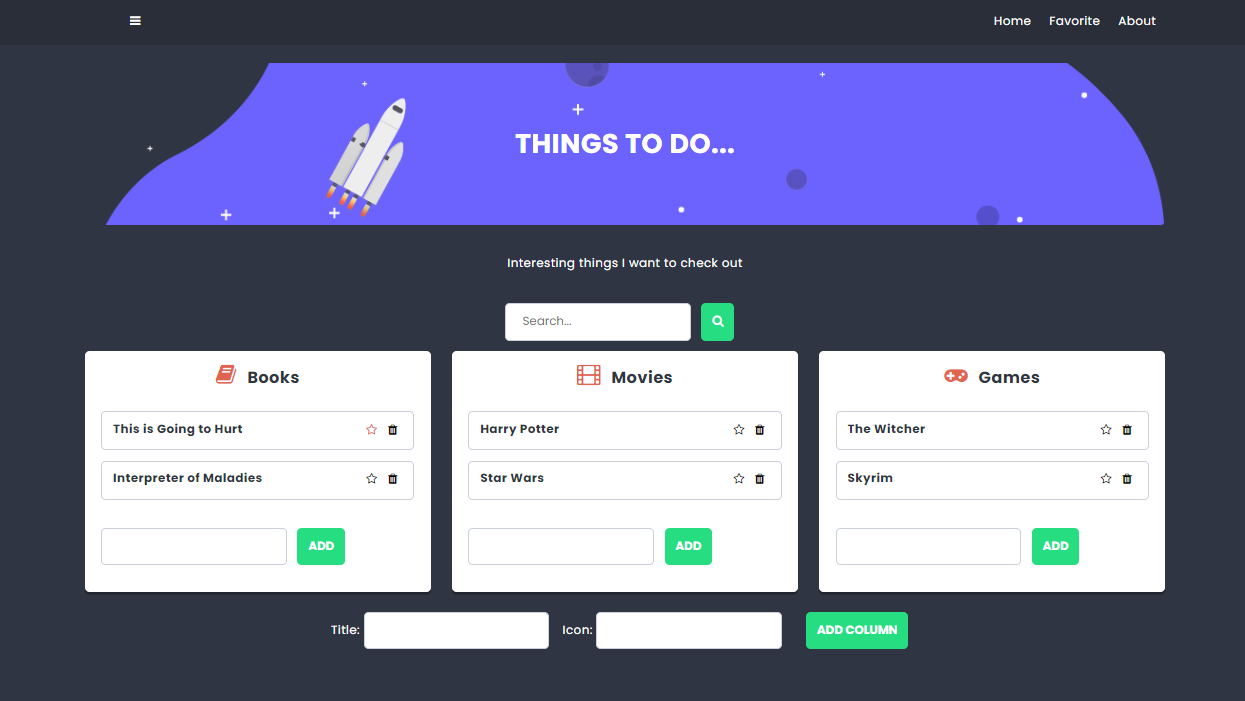 Home Favorite About
THINGS TO DO...
Interesting things I want to check out
Search...
Books
This is Going to Hurt
Interpreter of Maladies
ADD
Movies
Harry Potter
Star Wars
ADD
Games
The Witcher
Skyrim
ADD
Title: Icon: ADD COLUMN